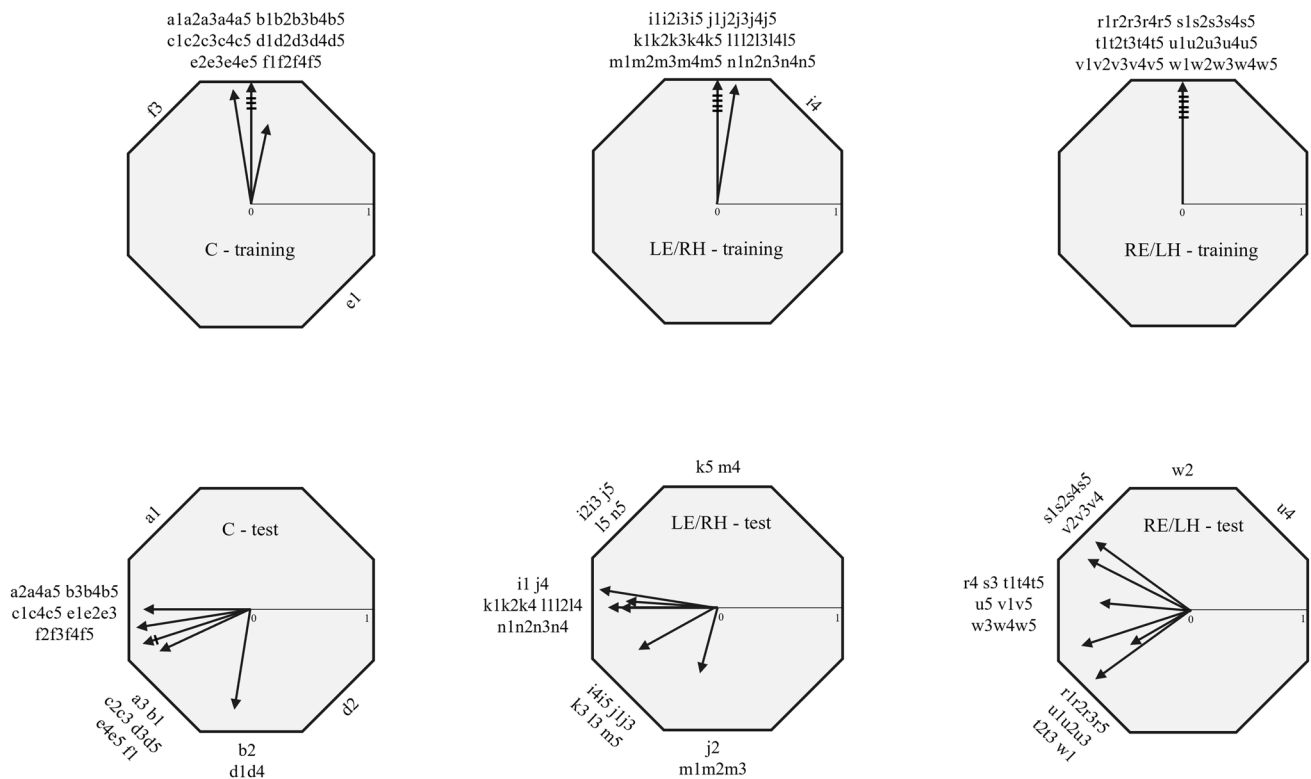 a1a2a3a4a5 b1b2b3b4b5
c1c2c3c4c5 d1d2d3d4d5
e2e3e4e5 f1f2f4f5
f3
0
1
C - training
e1
i1i2i3i5 j1j2j3j4j5
k1k2k3k4k5 l1l2l3l4l5
m1m2m3m4m5 n1n2n3n4n5
i4
0
1
LE/RH - training
r1r2r3r4r5 s1s2s3s4s5
t1t2t3t4t5 u1u2u3u4u5
v1v2v3v4v5 w1w2w3w4w5
0
1
RE/LH - training
a1
C - test
a2a4a5 b3b4b5
c1c4c5 e1e2e3
f2f3f4f5
0
1
a3 b1
c2c3 d3d5
e4e5 f1
d2
b2
d1d4
k5 m4
i2i3 j5
l5 n5
LE/RH - test
i1 j4
k1k2k4 l1l2l4
n1n2n3n4
0
1
i4i5 j1j3
k3 l3 m5
j2
m1m2m3
w2
s1s2s4s5
v2v3v4
u4
RE/LH - test
r4 s3 t1t4t5
u5 v1v5
w3w4w5
0
1
r1r2r3r5
u1u2u3
t2t3 w1